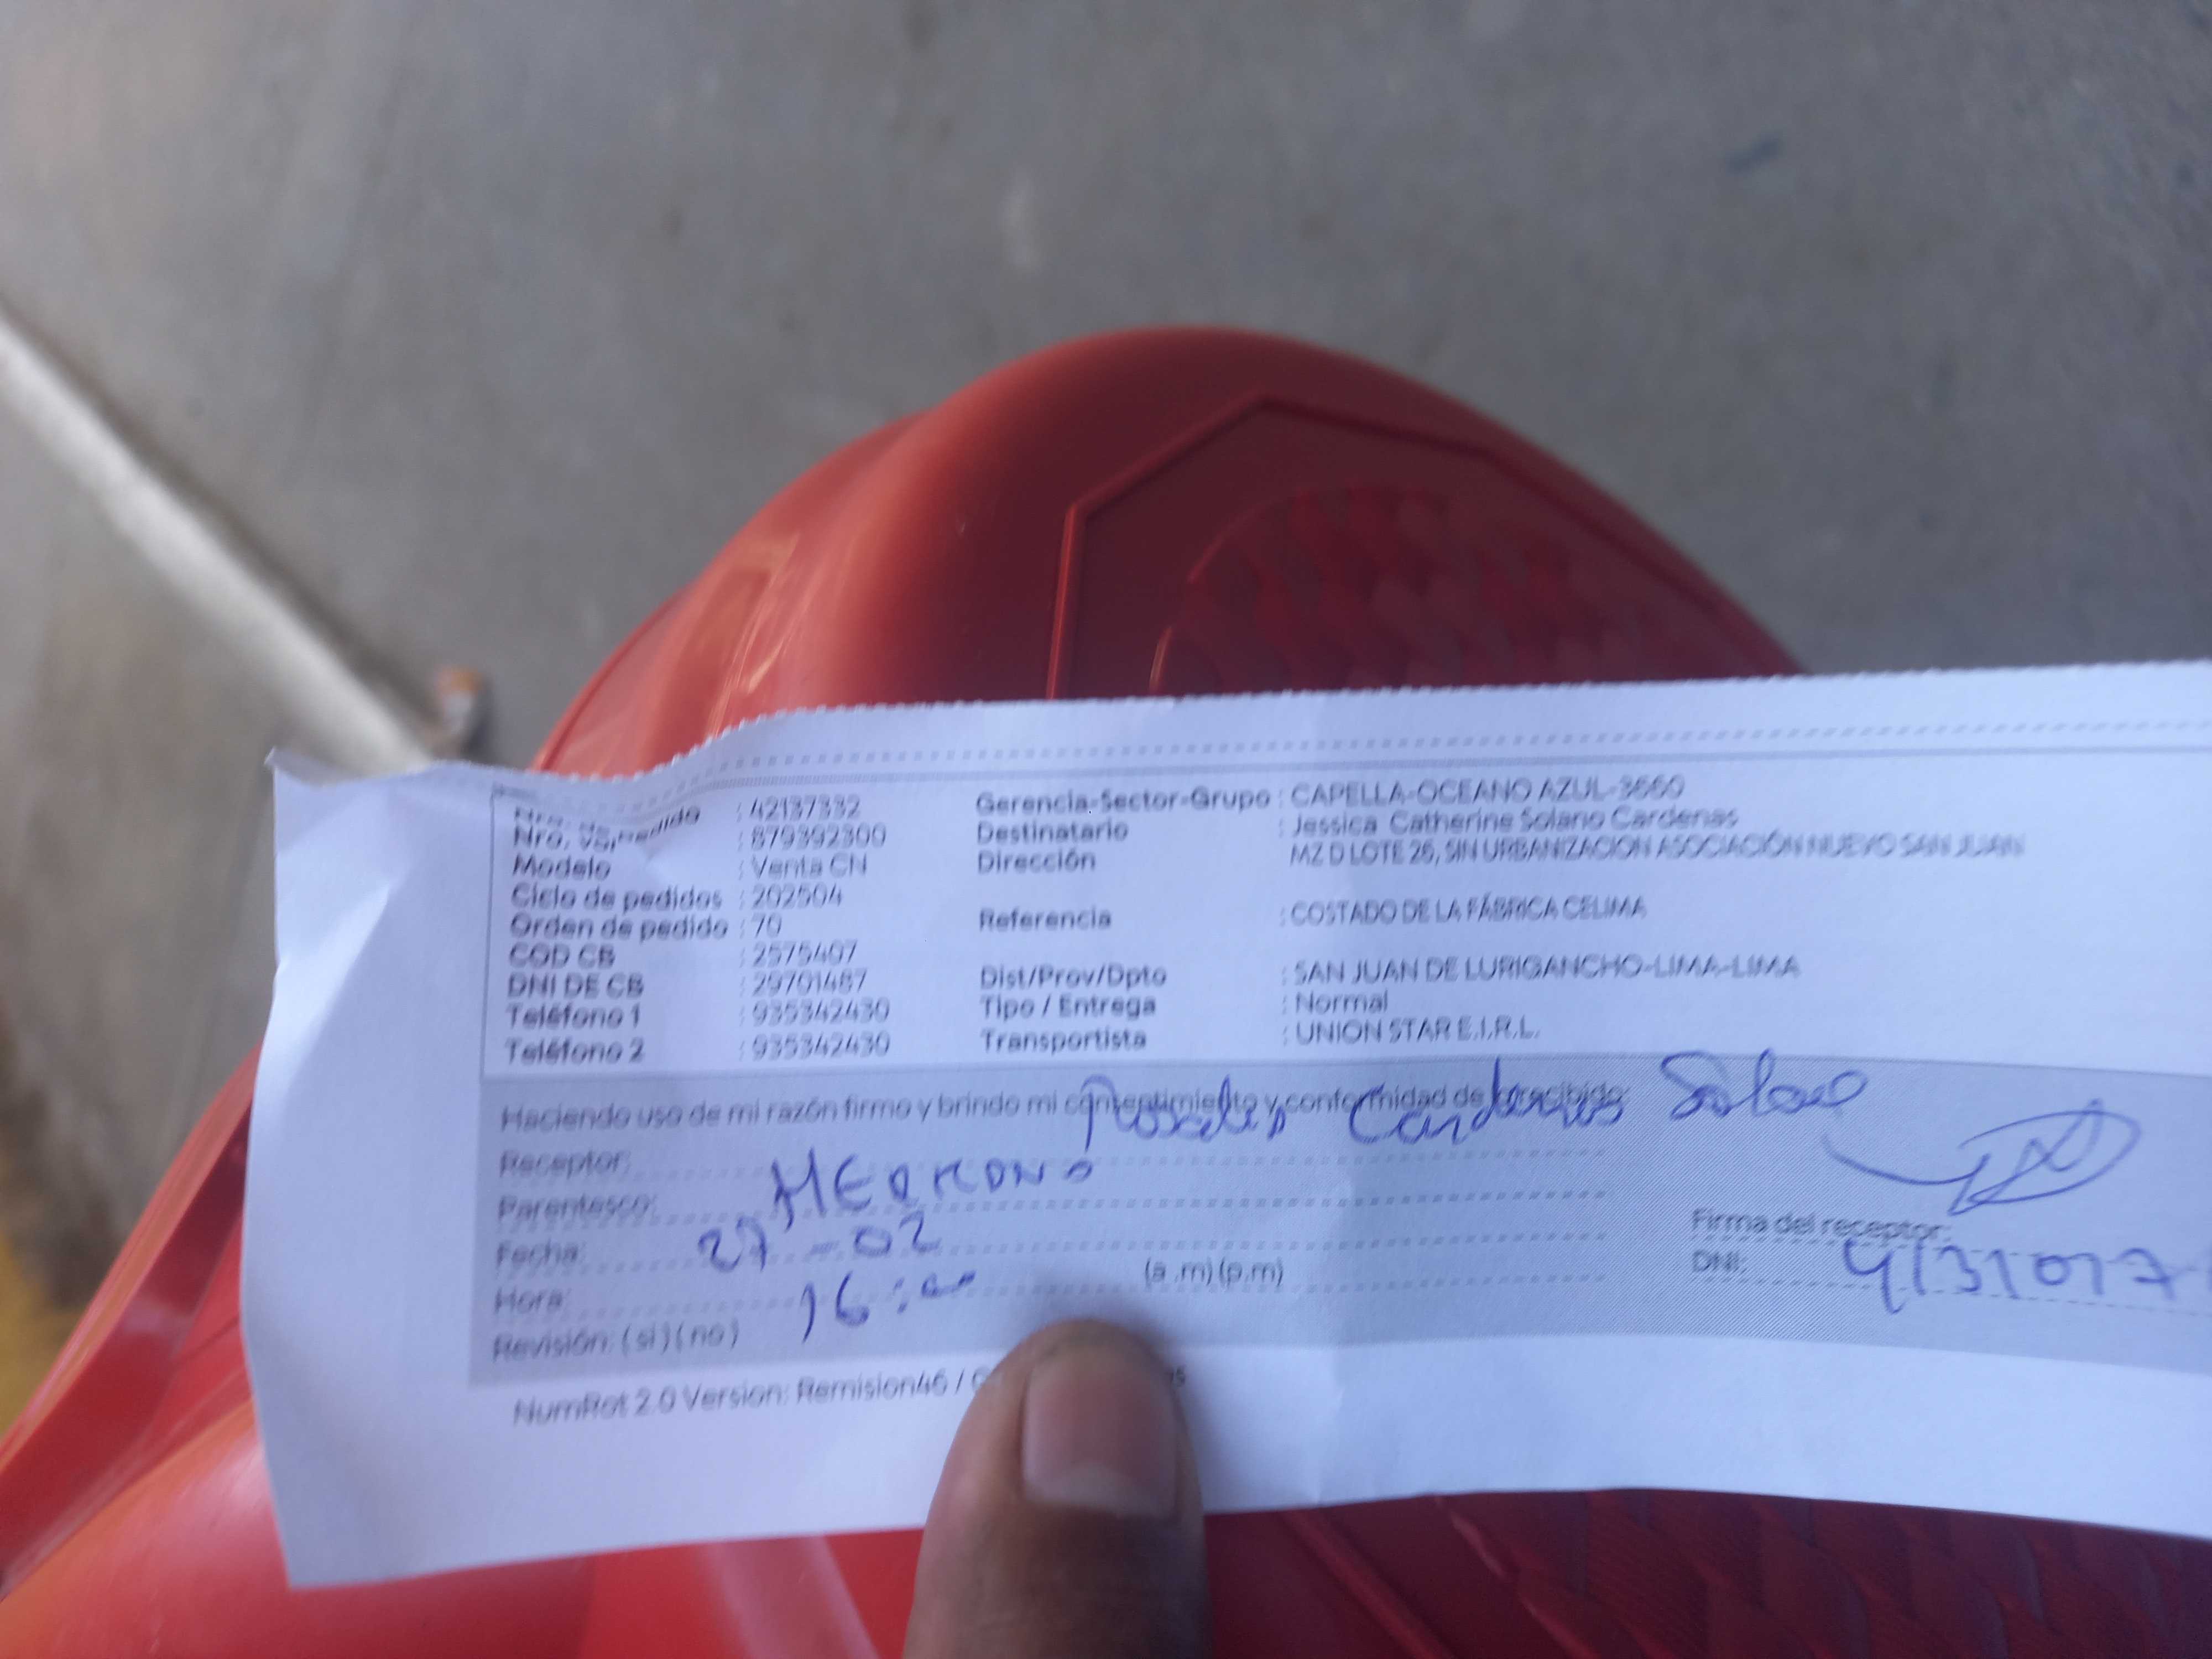 : 42137332 Gerencia-Sector-Grupo : CAPELLA-OCEANO AZUL-3660
Nro. : 879392300 Destinatario : Jessica Catherine Solano Cardenas
Modelo : Venta CN Dirección MZ D LOTE 26, SIN URBANIZACION ASOCIACIÓN NUEVO SAN JUAN
Ciclo de pedidos : 202504
Orden de pedido : 70 Referencia : COSTADO DE LA FÁBRICA CELIMA
COD CB : 2575407
DNI DE CB : 29701487 Dist/Prov/Dpto : SAN JUAN DE LURIGANCHO-LIMA-LIMA
Teléfono 1 : 935342430 Tipo / Entrega : Normal
Teléfono 2 : 935342430 Transportista : UNION STAR E.I.R.L.
Haciendo uso de mi razón firmo y brindo mi consentimiento y conformidad de lo recibido:
Receptor: Cardenas Solano
Parentesco: HERMANO
Fecha: 27-02 Firma del receptor:
Hora: 16:00 (a.m) (p.m) DNI: 4131017
Revisión: (si) (no)
NumRot 2.0 Version: Remision46 /